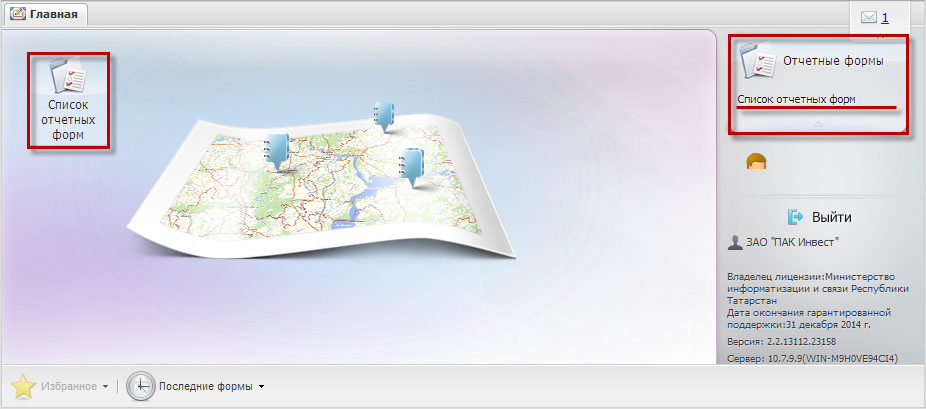 Главная
1
Список
отчетных
форм
Отчетные формы
Список отчетных форм
Выйти
ЗАО "ПАК Инвест"
Владелец лицензии:Министерство
информатизации и связи Республики
Татарстан
Дата окончания гарантированной
поддержки:31 декабря 2014 г.
Версия: 2.2.13112.23158
Сервер: 10.7.9.9(WIN-M9H0VE94CI4)
Избранное
Последние формы